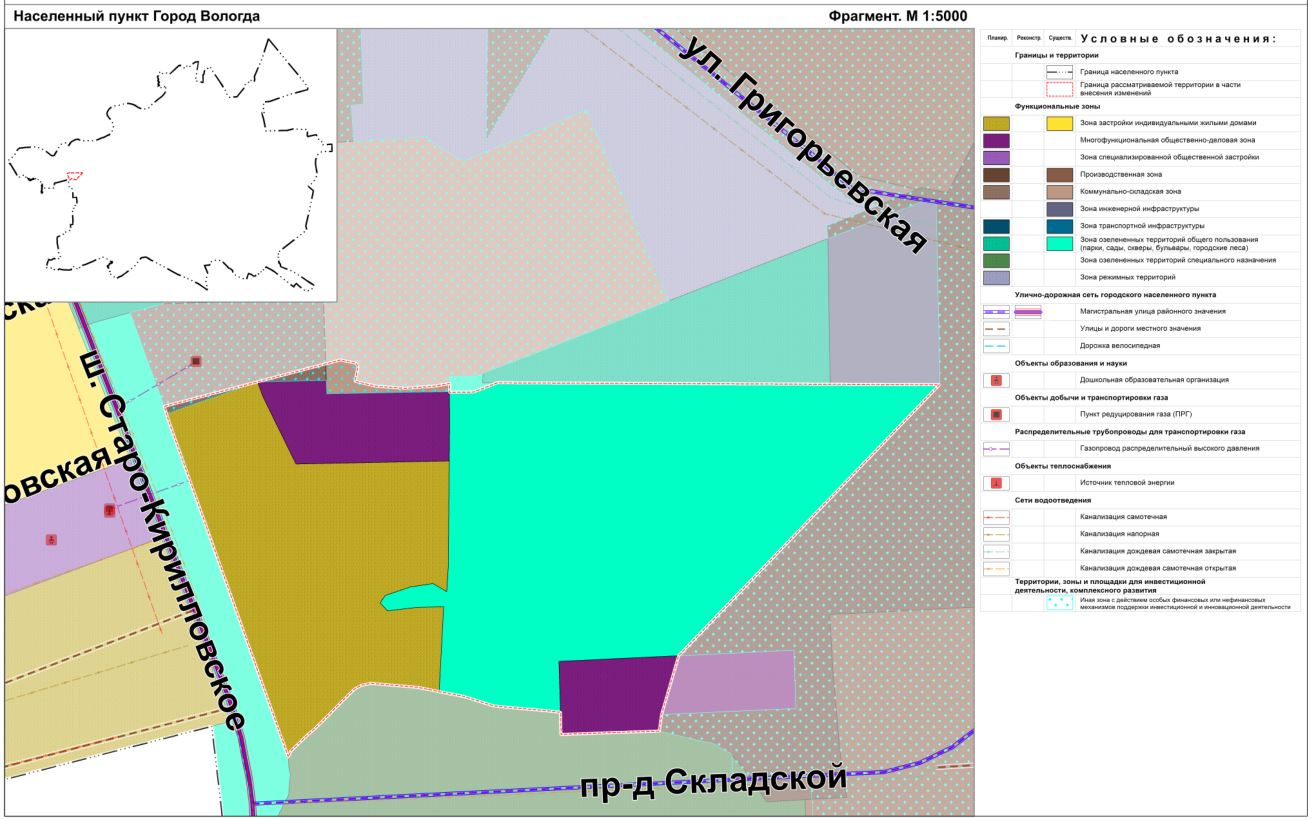 Населенный пункт Город Вологда
Фрагмент. М 1:5000
ул. Григорьевская
ска
ш. Старо-Кирилловское
овская
пр-д Складской
Планир. Реконстр. Существ. Условные обозначения:
Границы и территории
Граница населенного пункта
Граница рассматриваемой территории в части
внесения изменений
Функциональные зоны
Зона застройки индивидуальными жилыми домами
Многофункциональная общественно-деловая зона
Зона специализированной общественной застройки
Производственная зона
Коммунально-складская зона
Зона инженерной инфраструктуры
Зона транспортной инфраструктуры
Зона озелененных территорий общего пользования
(парки, сады, скверы, бульвары, городские леса)
Зона озелененных территорий специального назначения
Зона режимных территорий
Улично-дорожная сеть городского населенного пункта
Магистральная улица районного значения
Улицы и дороги местного значения
Дорожка велосипедная
Объекты образования и науки
Дошкольная образовательная организация
Объекты добычи и транспортировки газа
Пункт редуцирования газа (ПРГ)
Распределительные трубопроводы для транспортировки газа
Газопровод распределительный высокого давления
Объекты теплоснабжения
Источник тепловой энергии
Сети водоотведения
Канализация самотечная
Канализация напорная
Канализация дождевая самотечная закрытая
Канализация дождевая самотечная открытая
Территории, зоны и площадки для инвестиционной
деятельности, комплексного развития
Иная зона с действием особых финансовых или нефинансовых
механизмов поддержки инвестиционной и инновационной деятельности